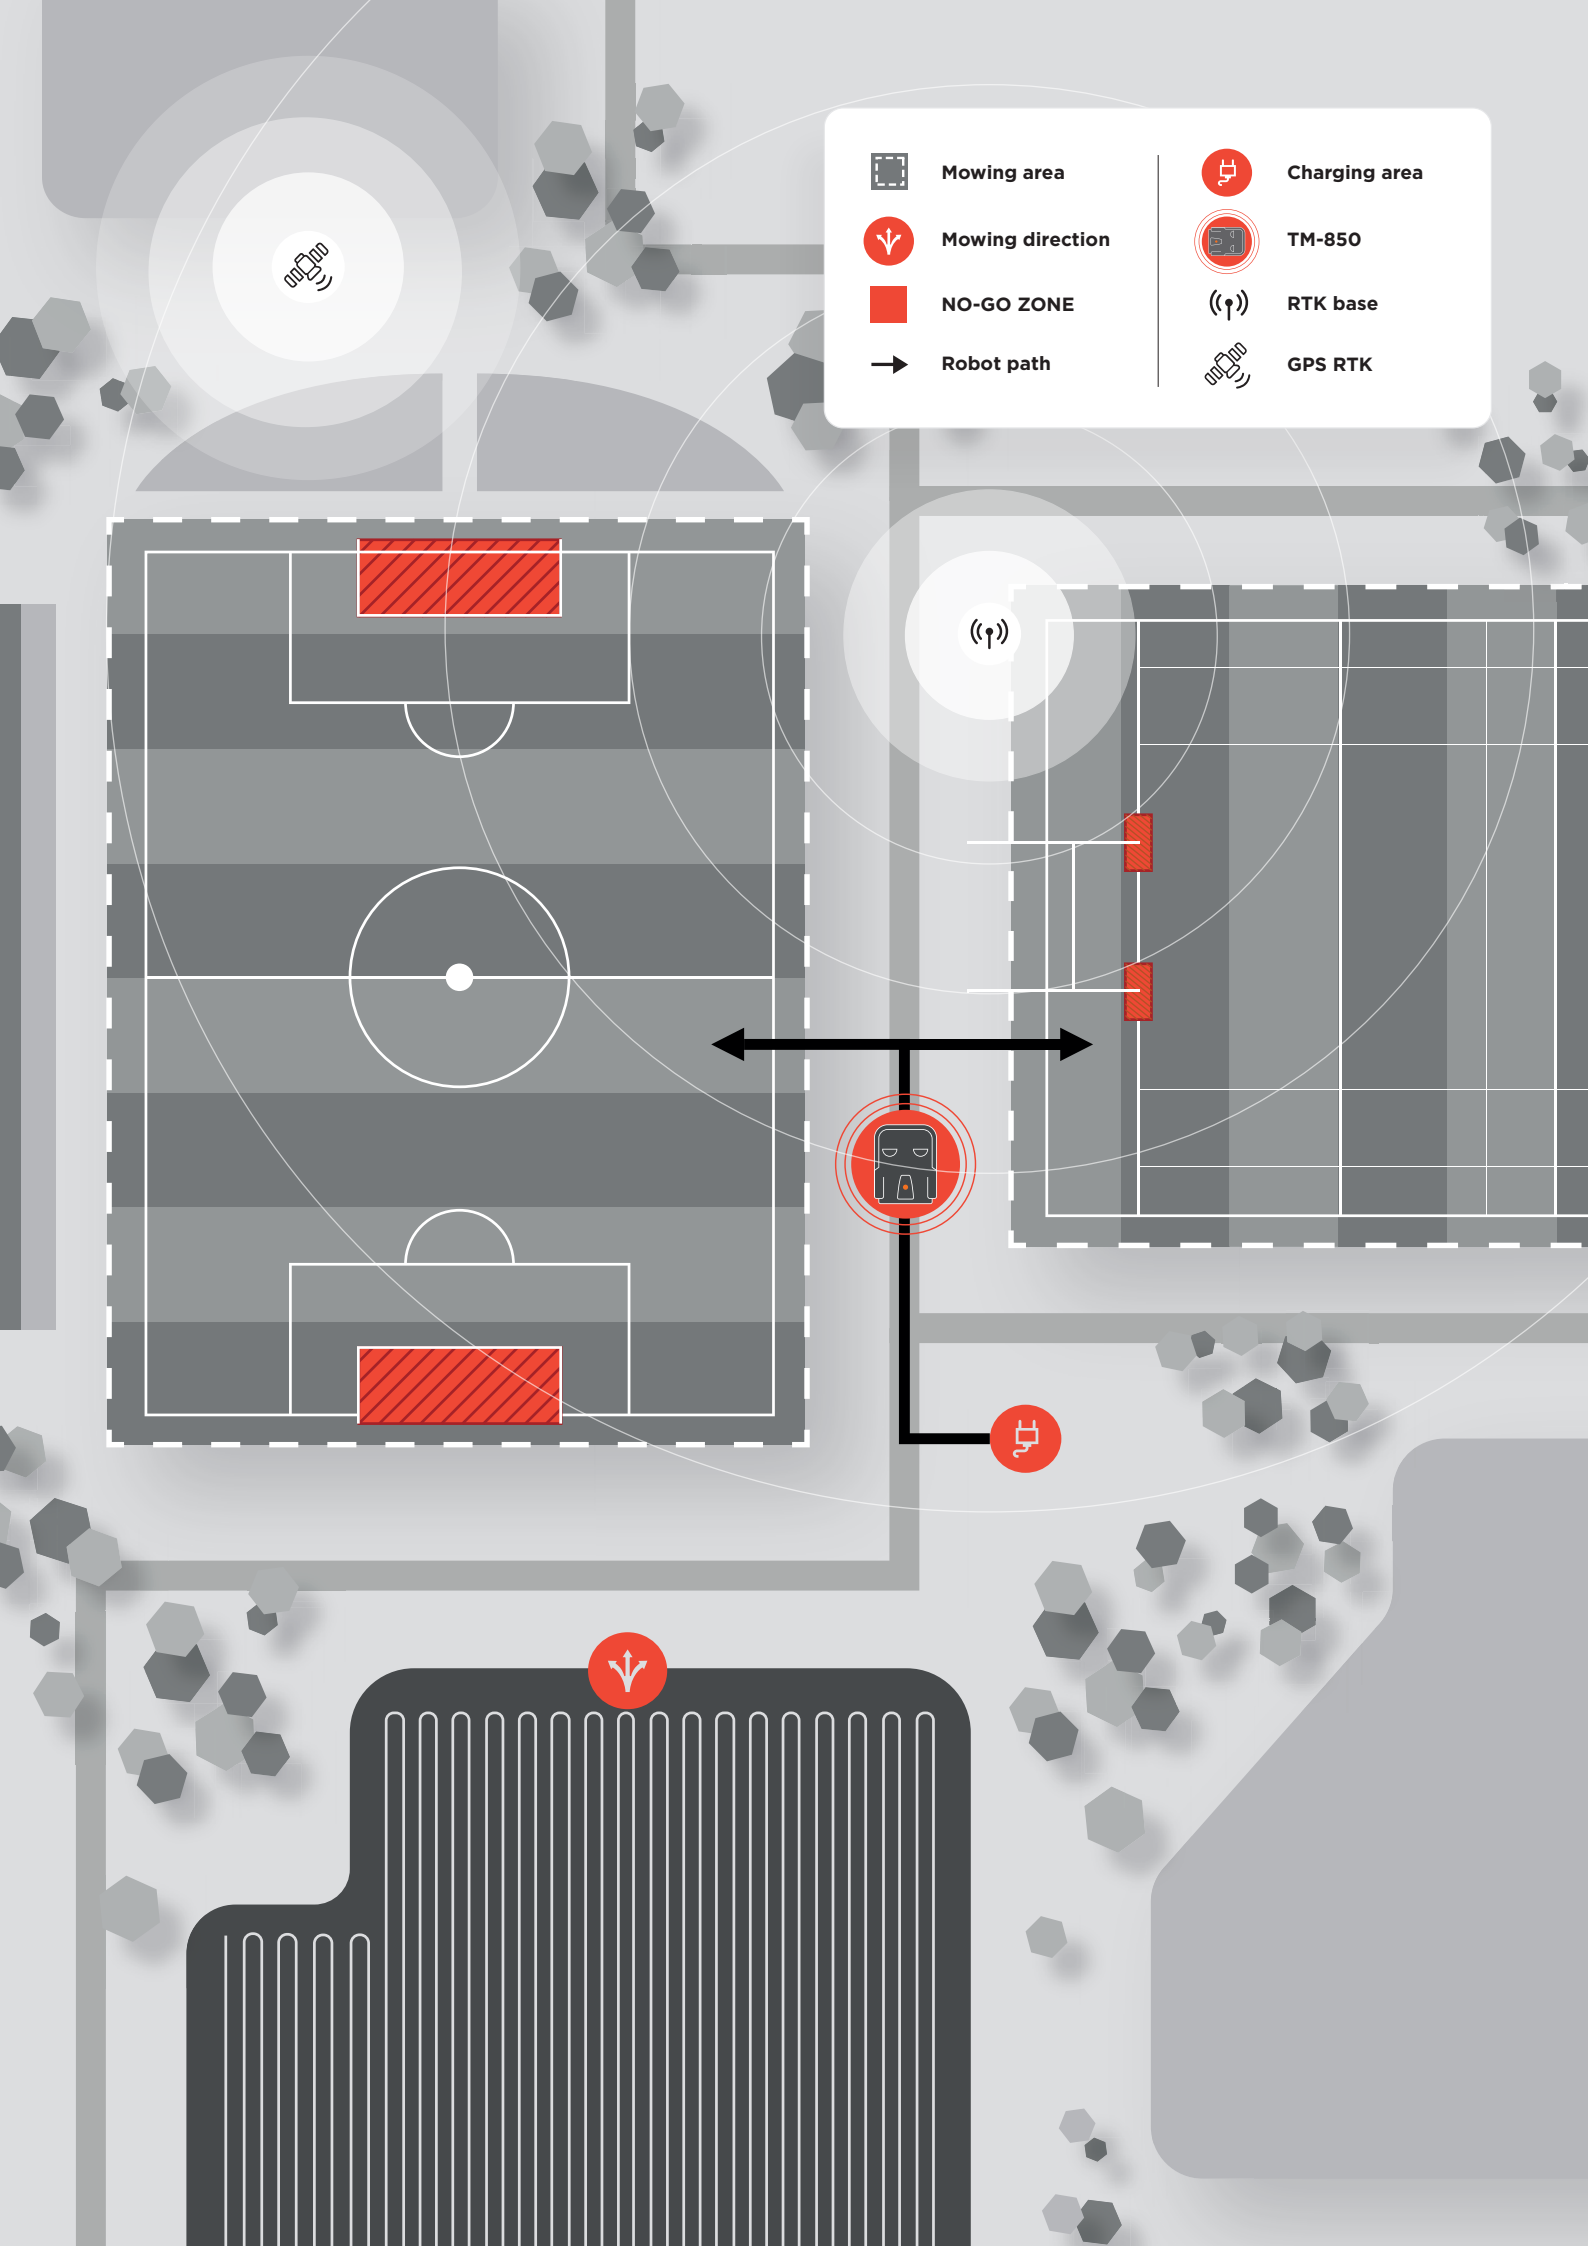 Mowing area
Mowing direction
NO-GO ZONE
Robot path
Charging area
TM-850
RTK base
GPS RTK